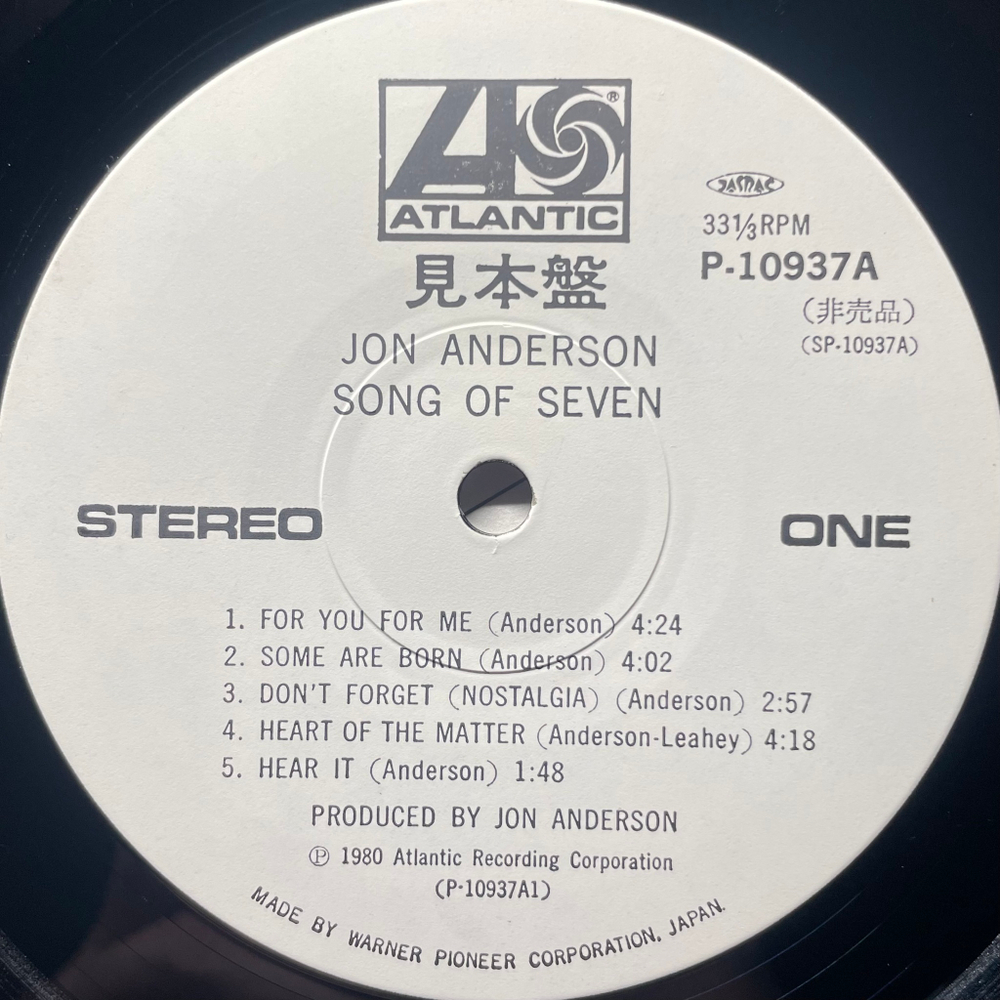 ATLANTIC
®
見本盤
JASRAC
33⅓RPM
P-10937A
(非売品)
(SP-10937A)
JON ANDERSON
SONG OF SEVEN
STEREO
ONE
1. FOR YOU FOR ME (Anderson) 4:24
2. SOME ARE BORN (Anderson) 4:02
3. DON'T FORGET (NOSTALGIA) (Anderson) 2:57
4. HEART OF THE MATTER (Anderson-Leahey) 4:18
5. HEAR IT (Anderson) 1:48
PRODUCED BY JON ANDERSON
℗ 1980 Atlantic Recording Corporation
(P-10937A1)
MADE BY WARNER PIONEER CORPORATION, JAPAN.